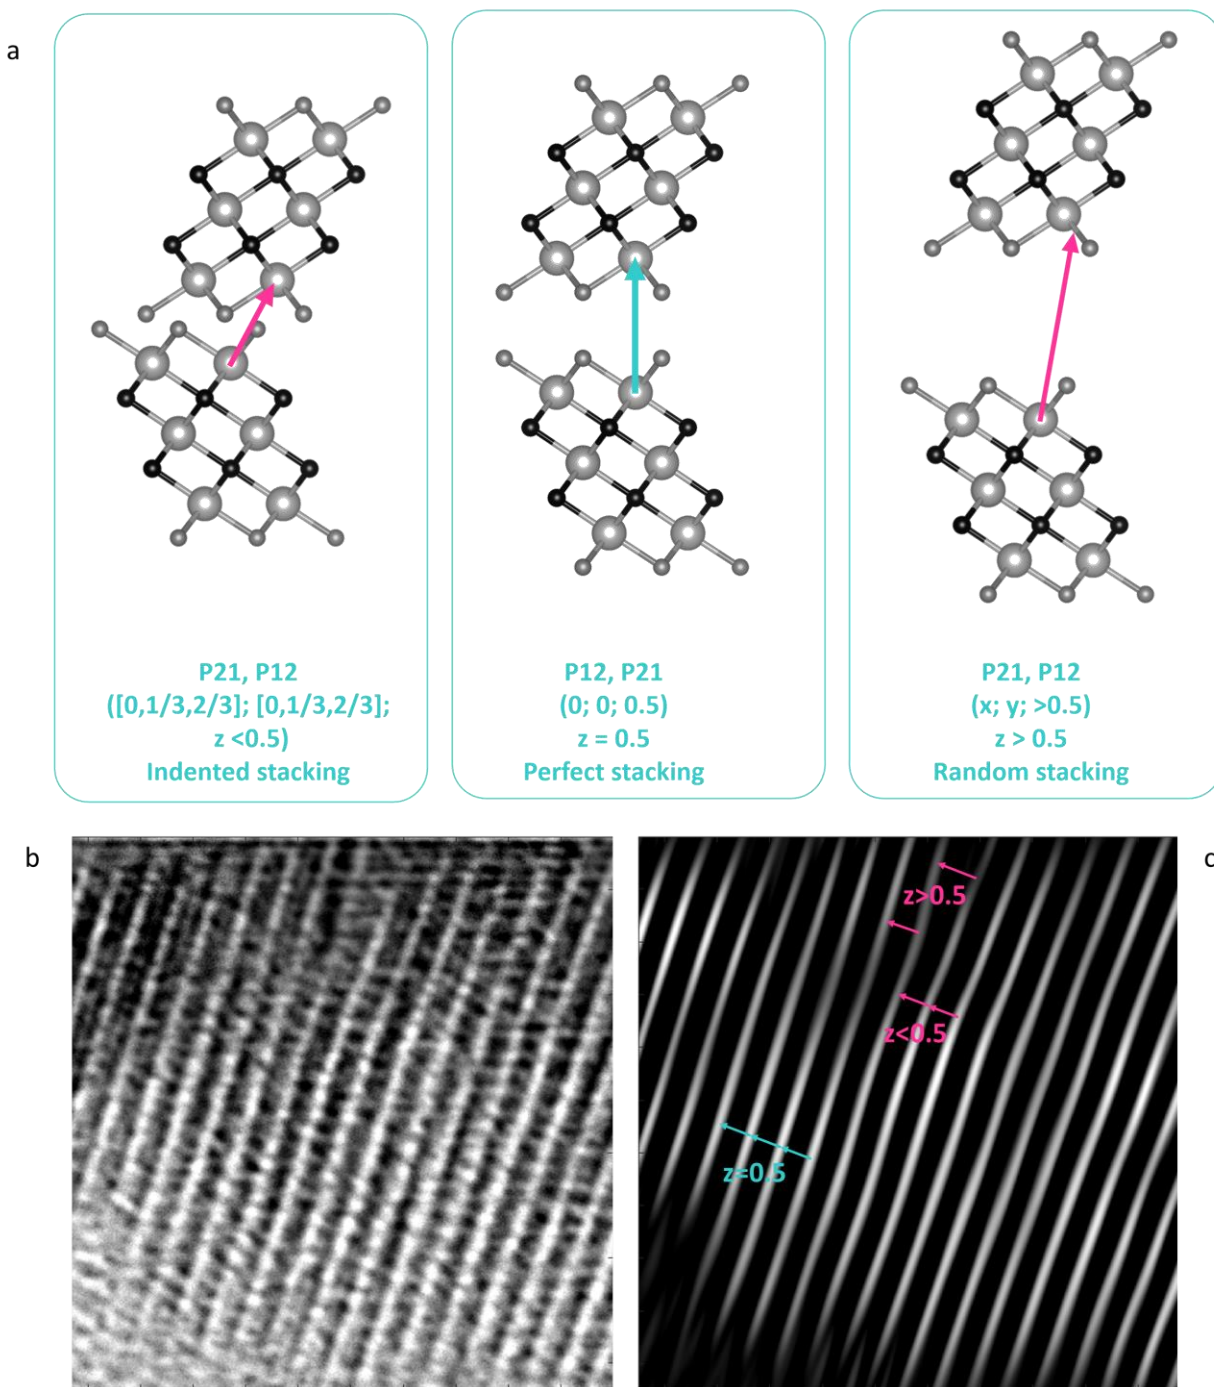 a
P21, P12
([0,1/3,2/3]; [0,1/3,2/3];
z <0.5)
Indented stacking
P12, P21
(0; 0; 0.5)
z = 0.5
Perfect stacking
P21, P12
(x; y; >0.5)
z > 0.5
Random stacking
b
z>0.5
z<0.5
z=0.5